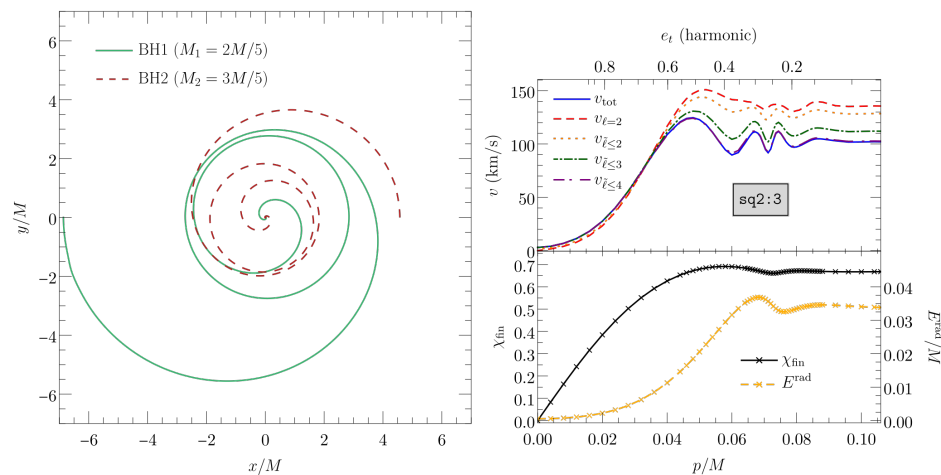 BH1 (M₁ = 2M/5)
BH2 (M₂ = 3M/5)
6
4
2
0
−2
−4
−6
y/M
−6
−4
−2
0
2
4
6
x/M
e_t (harmonic)
0.8
0.6
0.4
0.2
150
100
50
0
v (km/s)
v_tot
v_{ℓ=2}
v_{ℓ̃≤2}
v_{ℓ̃≤3}
v_{ℓ̃≤4}
sq2:3
0.7
0.6
0.5
0.4
0.3
0.2
0.1
0.0
χ_fin
0.04
0.03
0.02
0.01
0.00
E^rad/M
χ_fin
E^rad
0.00
0.02
0.04
0.06
0.08
0.10
p/M